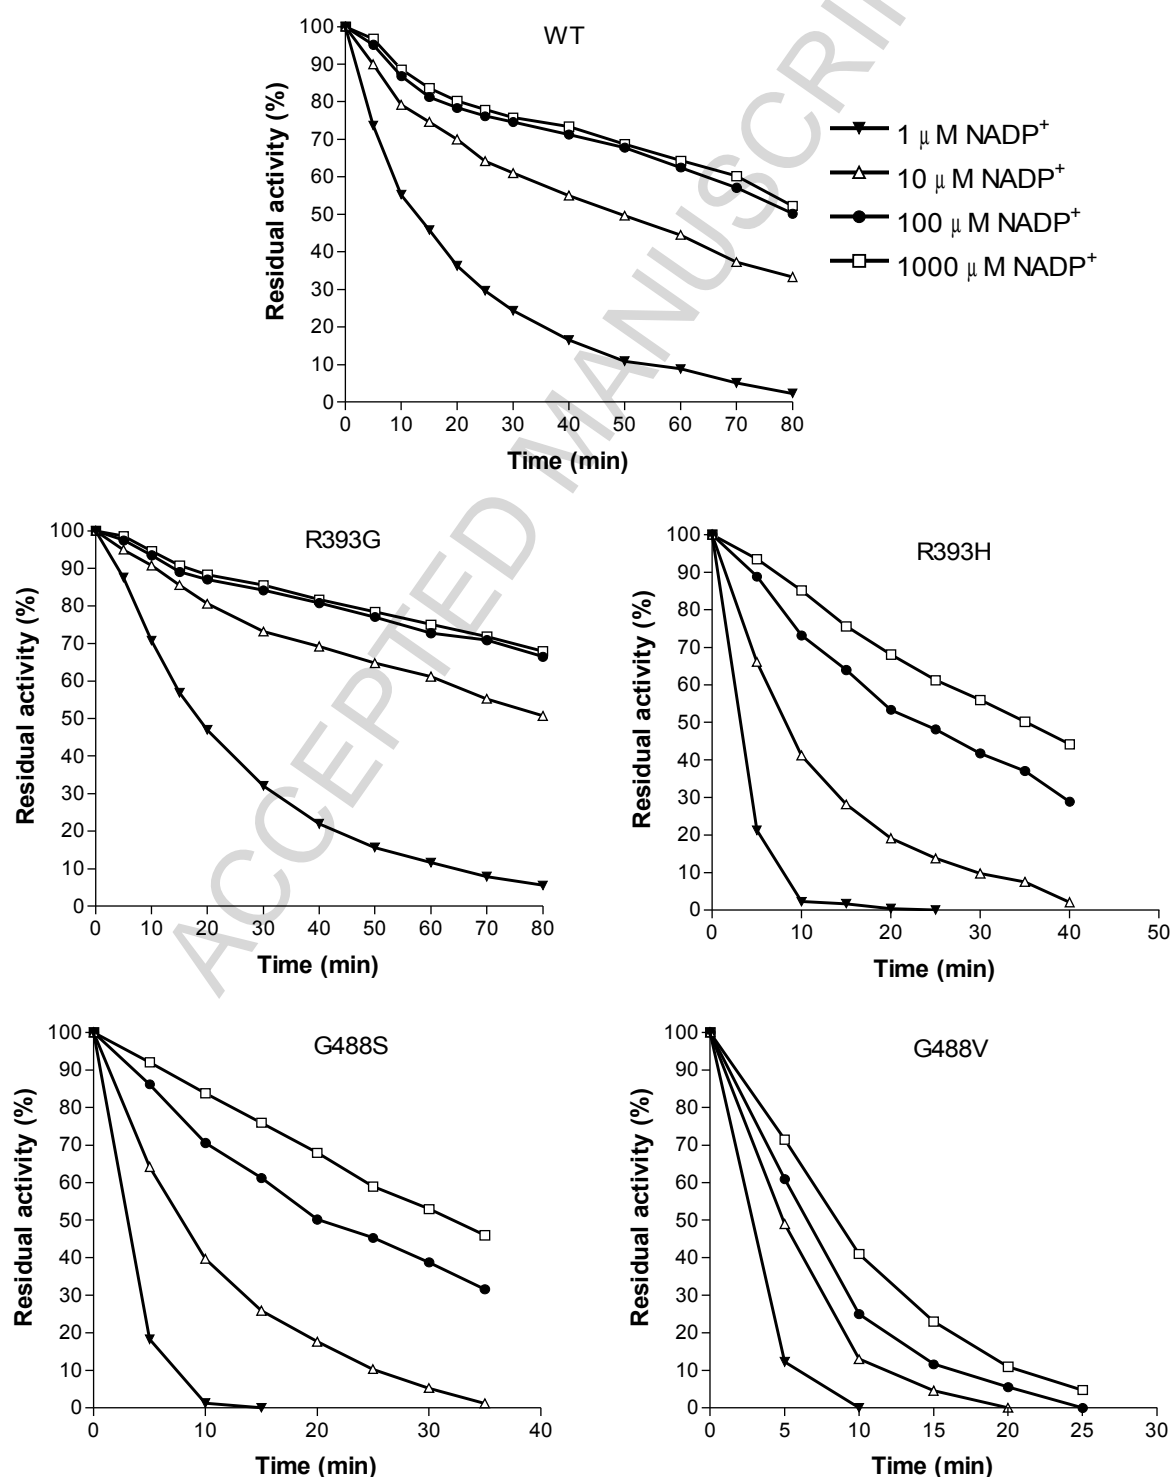 WT
Residual activity (%)
100
90
80
70
60
50
40
30
20
10
0
0 10 20 30 40 50 60 70 80
Time (min)
1 μM NADP⁺
10 μM NADP⁺
100 μM NADP⁺
1000 μM NADP⁺
R393G
Residual activity (%)
100
90
80
70
60
50
40
30
20
10
0
0 10 20 30 40 50 60 70 80
Time (min)
R393H
Residual activity (%)
100
90
80
70
60
50
40
30
20
10
0
0 10 20 30 40 50
Time (min)
G488S
Residual activity (%)
100
90
80
70
60
50
40
30
20
10
0
0 10 20 30 40
Time (min)
G488V
Residual activity (%)
100
90
80
70
60
50
40
30
20
10
0
0 5 10 15 20 25 30
Time (min)
ACCEPTED MANUSCRI